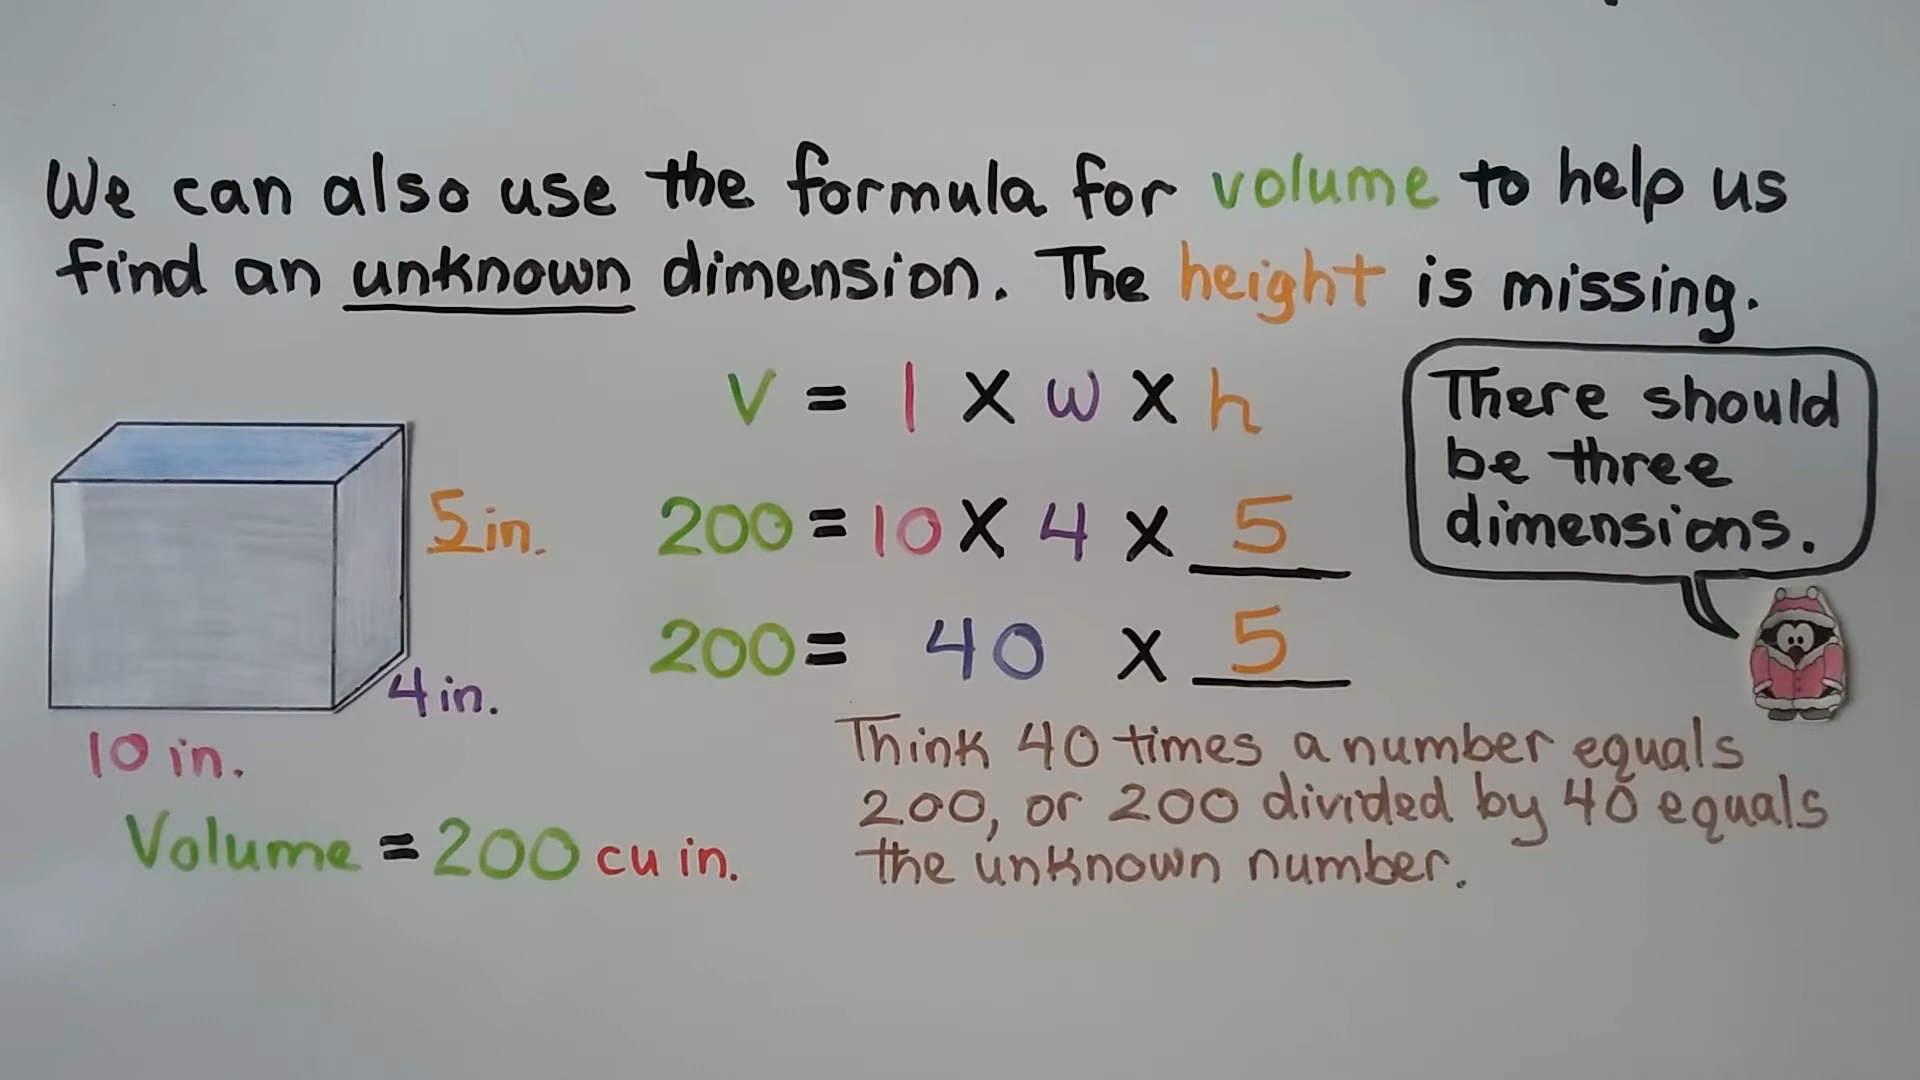 We can also use the formula for volume to help us
find an unknown dimension. The height is missing.
V = l X w X h
There should
be three
dimensions.
5 in.
200 = 10 X 4 X 5
200 = 40 X 5
4 in.
10 in.
Think 40 times a number equals
200, or 200 divided by 40 equals
the unknown number.
Volume = 200 cu in.